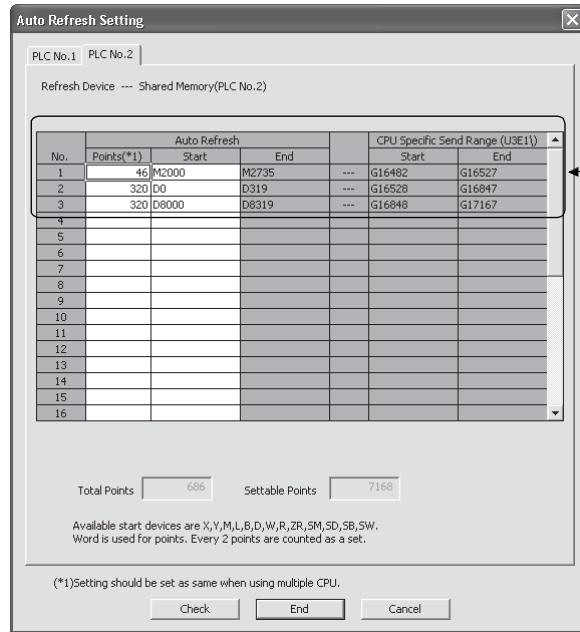 Auto Refresh Setting
PLC No.1 PLC No.2
Refresh Device --- Shared Memory(PLC No.2)
Auto Refresh CPU Specific Send Range (U3E1\)
No. Points(*1) Start End Start End
1 46 M2000 M2735 --- G16482 G16527
2 320 D0 D319 --- G16528 G16847
3 320 D8000 D8319 --- G16848 G17167
4
5
6
7
8
9
10
11
12
13
14
15
16
Total Points 686 Settable Points 7168
Available start devices are X,Y,M,L,B,D,W,R,ZR,SM,SD,SB,SW.
Word is used for points. Every 2 points are counted as a set.
(*1)Setting should be set as same when using multiple CPU.
Check End Cancel